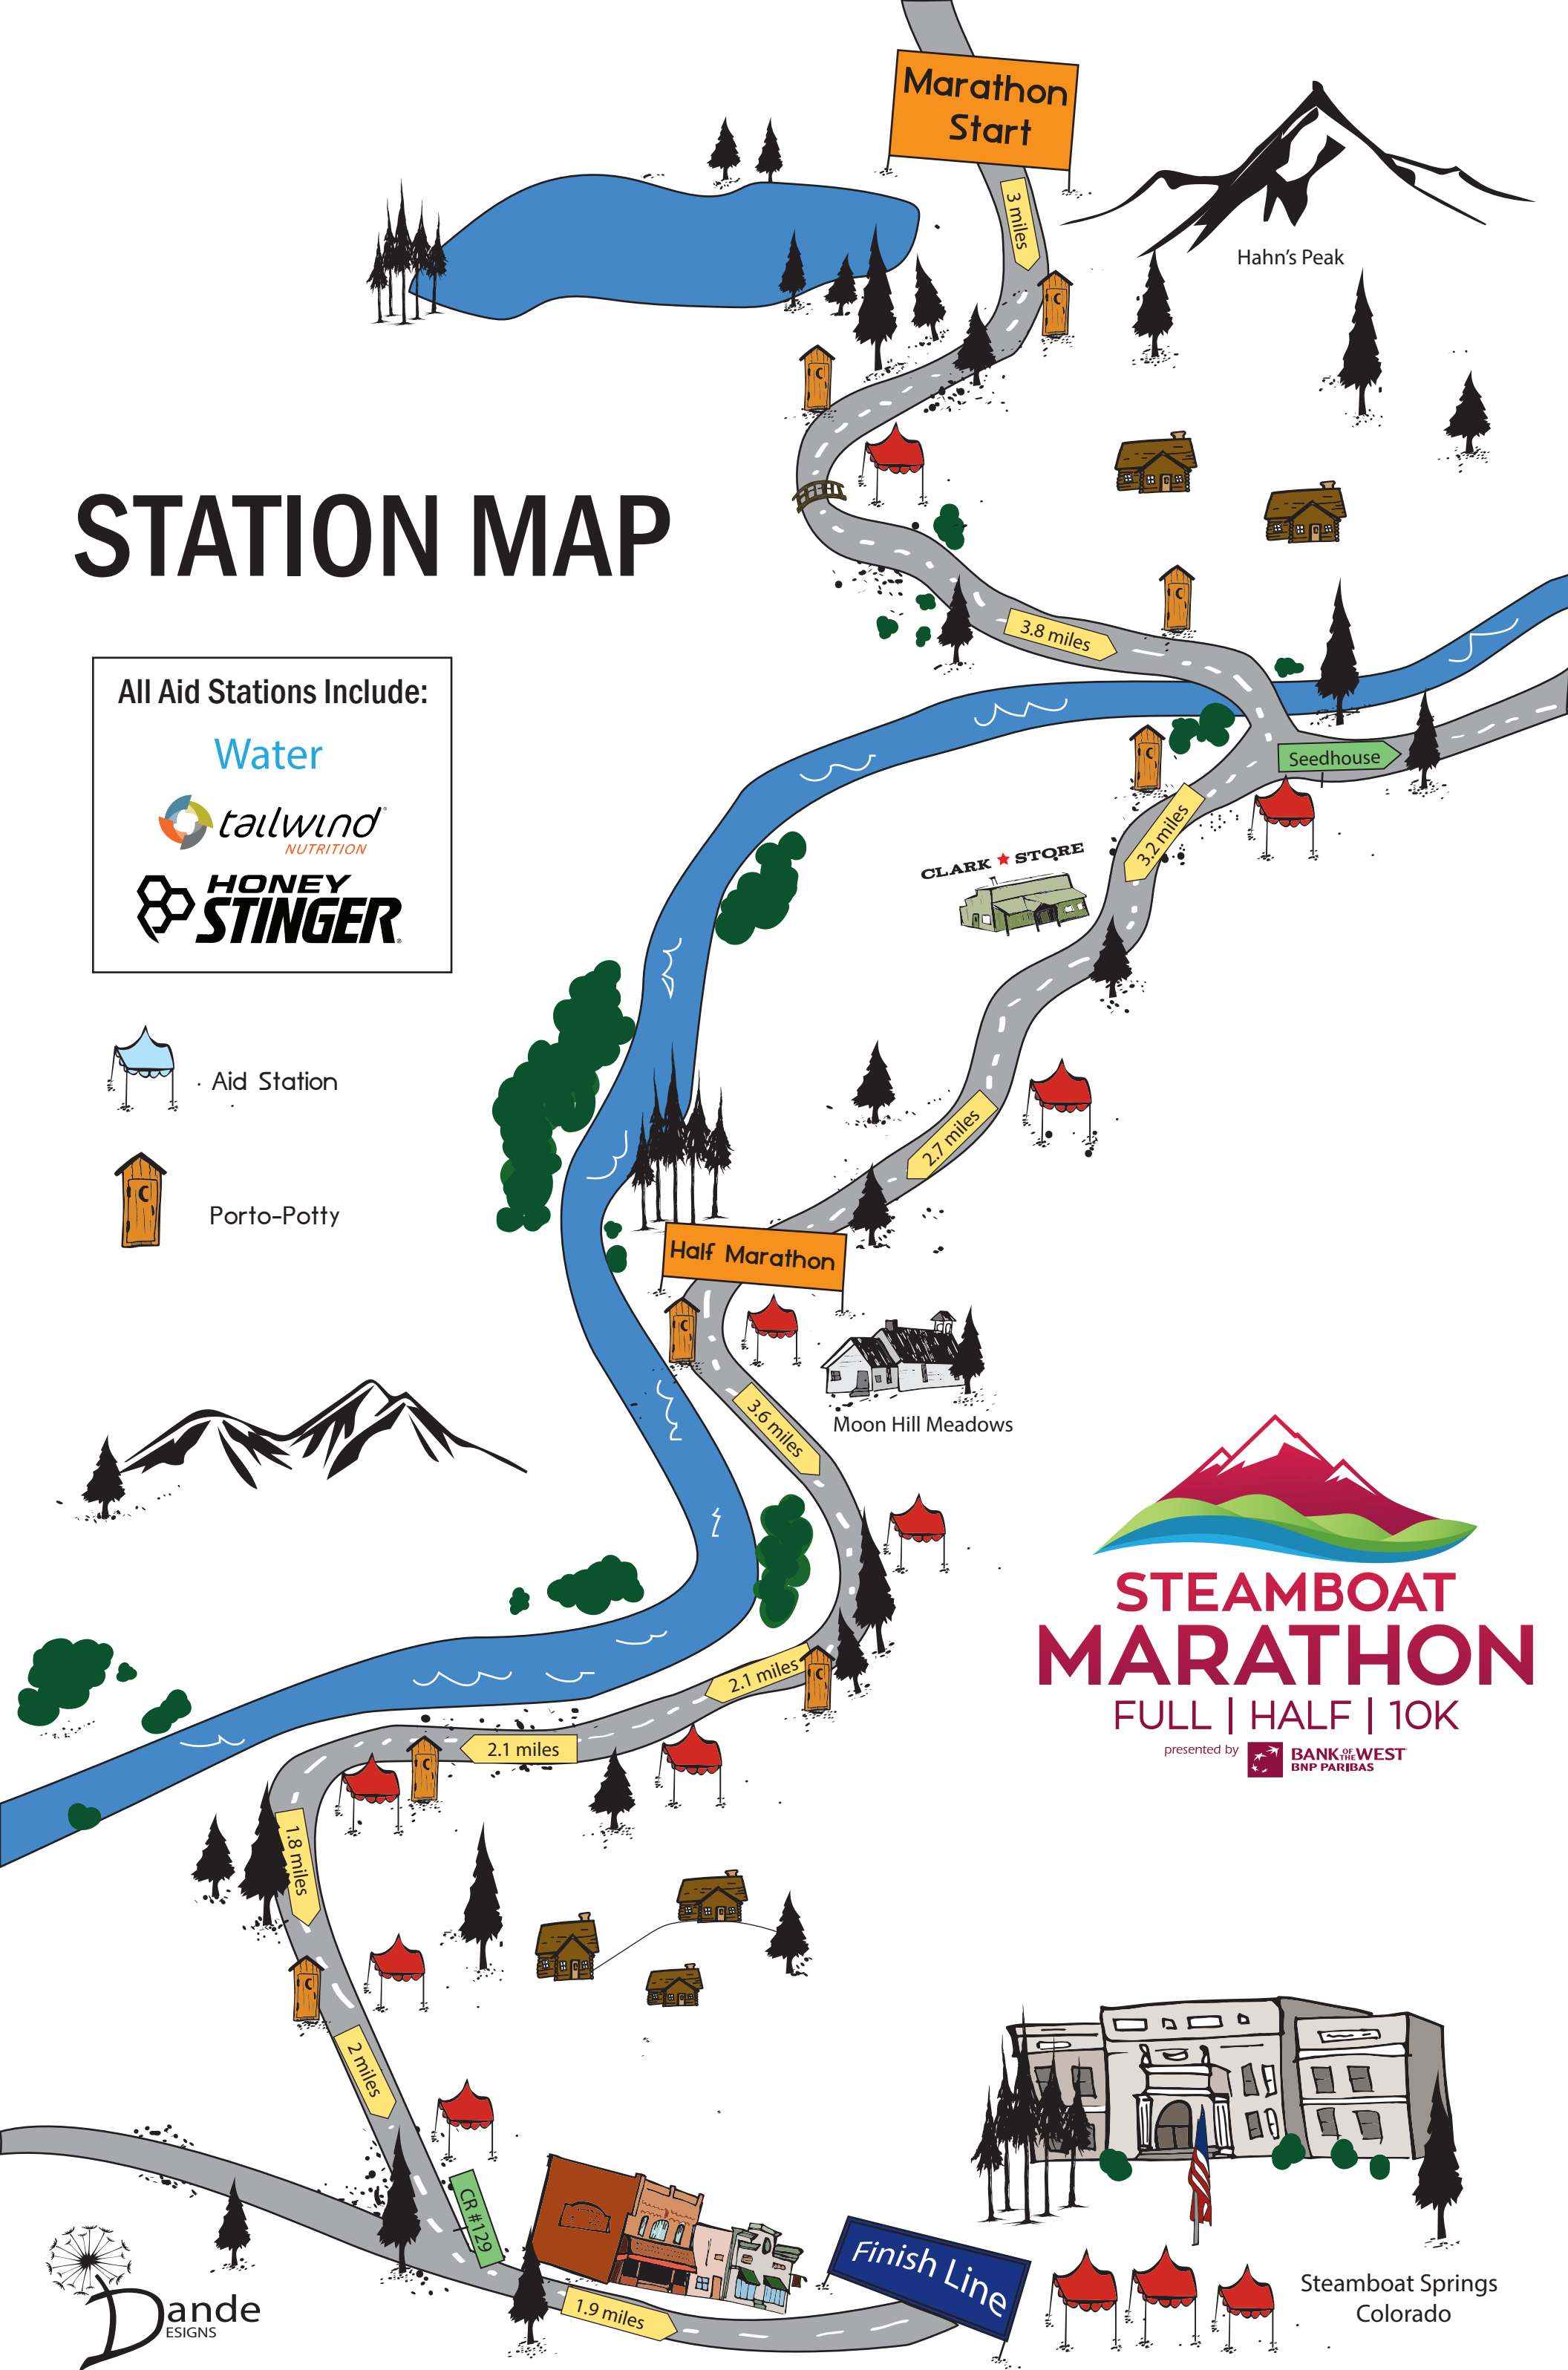 Marathon
Start
3 miles
Hahn's Peak
STATION MAP
3.8 miles
All Aid Stations Include:
Water
tailwind
NUTRITION
HONEY
STINGER
Seedhouse
3.2 miles
CLARK STORE
Aid Station
2.7 miles
Porto-Potty
Half Marathon
3.6 miles
Moon Hill Meadows
STEAMBOAT
MARATHON
FULL | HALF | 10K
presented by
BANK OF THE WEST
BNP PARIBAS
2.1 miles
2.1 miles
1.8 miles
2 miles
CR #129
Finish Line
1.9 miles
Steamboat Springs
Colorado
Dande
ESIGNS